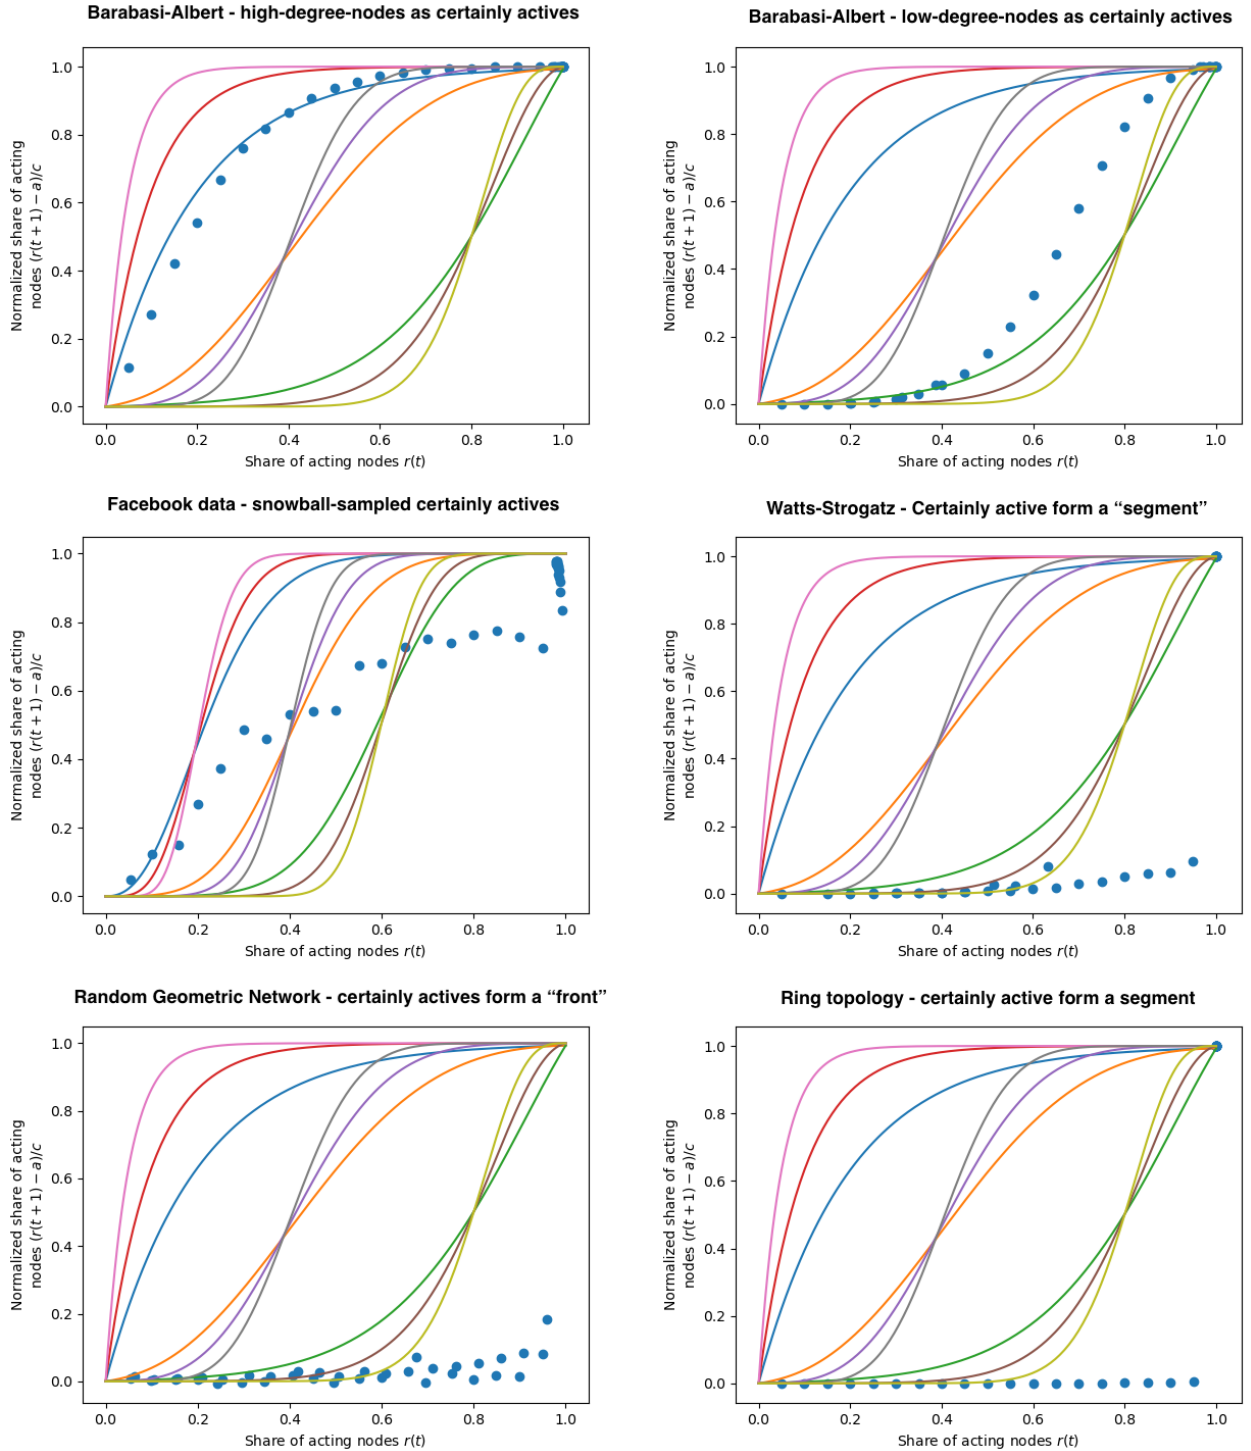 Barabasi-Albert - high-degree-nodes as certainly actives
1.0
0.8
0.6
0.4
0.2
0.0
Normalized share of acting
nodes (r(t + 1) − a)/c
0.0 0.2 0.4 0.6 0.8 1.0
Share of acting nodes r(t)
Barabasi-Albert - low-degree-nodes as certainly actives
1.0
0.8
0.6
0.4
0.2
0.0
Normalized share of acting
nodes (r(t + 1) − a)/c
0.0 0.2 0.4 0.6 0.8 1.0
Share of acting nodes r(t)
Facebook data - snowball-sampled certainly actives
1.0
0.8
0.6
0.4
0.2
0.0
Normalized share of acting
nodes (r(t + 1) − a)/c
0.0 0.2 0.4 0.6 0.8 1.0
Share of acting nodes r(t)
Watts-Strogatz - Certainly active form a “segment”
1.0
0.8
0.6
0.4
0.2
0.0
Normalized share of acting
nodes (r(t + 1) − a)/c
0.0 0.2 0.4 0.6 0.8 1.0
Share of acting nodes r(t)
Random Geometric Network - certainly actives form a “front”
1.0
0.8
0.6
0.4
0.2
0.0
Normalized share of acting
nodes (r(t + 1) − a)/c
0.0 0.2 0.4 0.6 0.8 1.0
Share of acting nodes r(t)
Ring topology - certainly active form a segment
1.0
0.8
0.6
0.4
0.2
0.0
Normalized share of acting
nodes (r(t + 1) − a)/c
0.0 0.2 0.4 0.6 0.8 1.0
Share of acting nodes r(t)